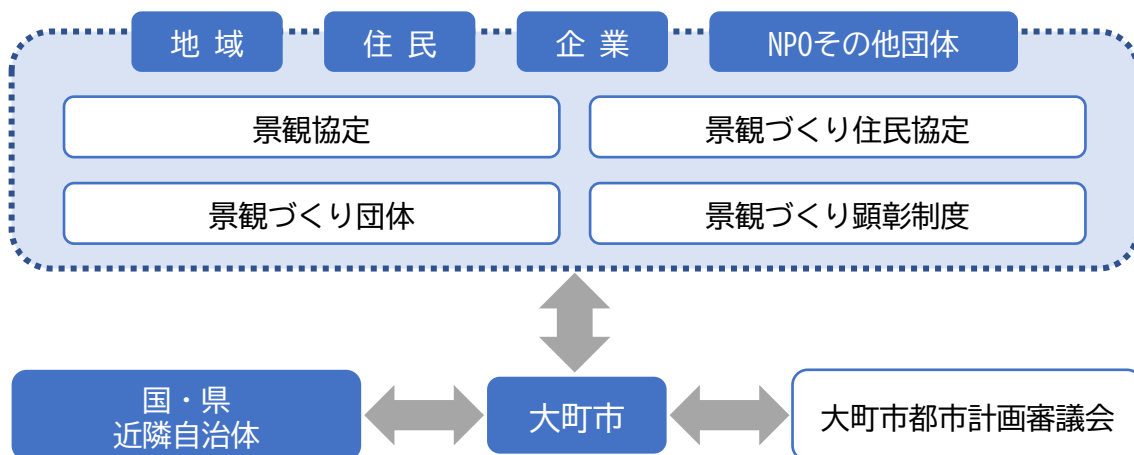 地 域
住 民
企 業
NPOその他団体
景観協定
景観づくり住民協定
景観づくり団体
景観づくり顕彰制度
国・県
近隣自治体
大町市
大町市都市計画審議会